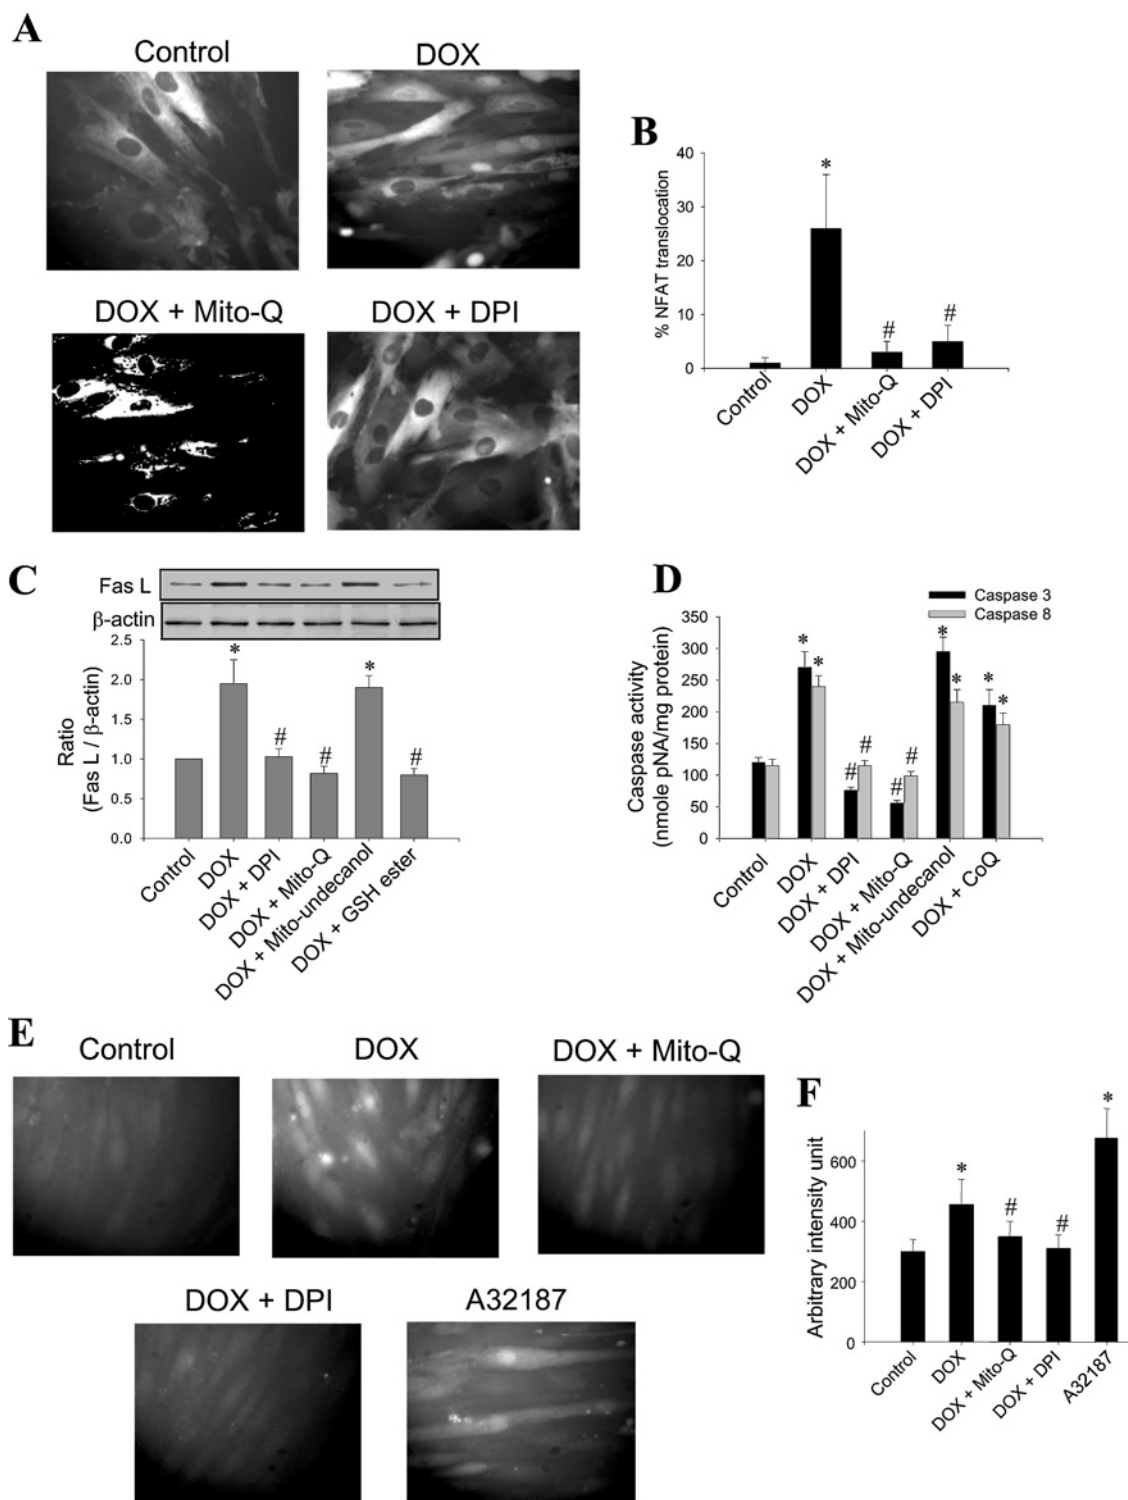 A
Control
DOX
DOX + Mito-Q
DOX + DPI
B
% NFAT translocation
40
30
20
10
0
*
#
#
Control
DOX
DOX + Mito-Q
DOX + DPI
C
Fas L
β-actin
Ratio
(Fas L / β-actin)
2.5
2.0
1.5
1.0
0.5
0.0
*
#
#
*
#
Control
DOX
DOX + DPI
DOX + Mito-Q
DOX + Mito-undecanol
DOX + GSH ester
D
Caspase 3
Caspase 8
Caspase activity
(nmole pNA/mg protein)
350
300
250
200
150
100
50
0
*
*
#
#
#
#
*
*
*
*
Control
DOX
DOX + DPI
DOX + Mito-Q
DOX + Mito-undecanol
DOX + CoQ
E
Control
DOX
DOX + Mito-Q
DOX + DPI
A32187
F
Arbitrary intensity unit
600
400
200
0
*
#
#
*
Control
DOX
DOX + Mito-Q
DOX + DPI
A32187